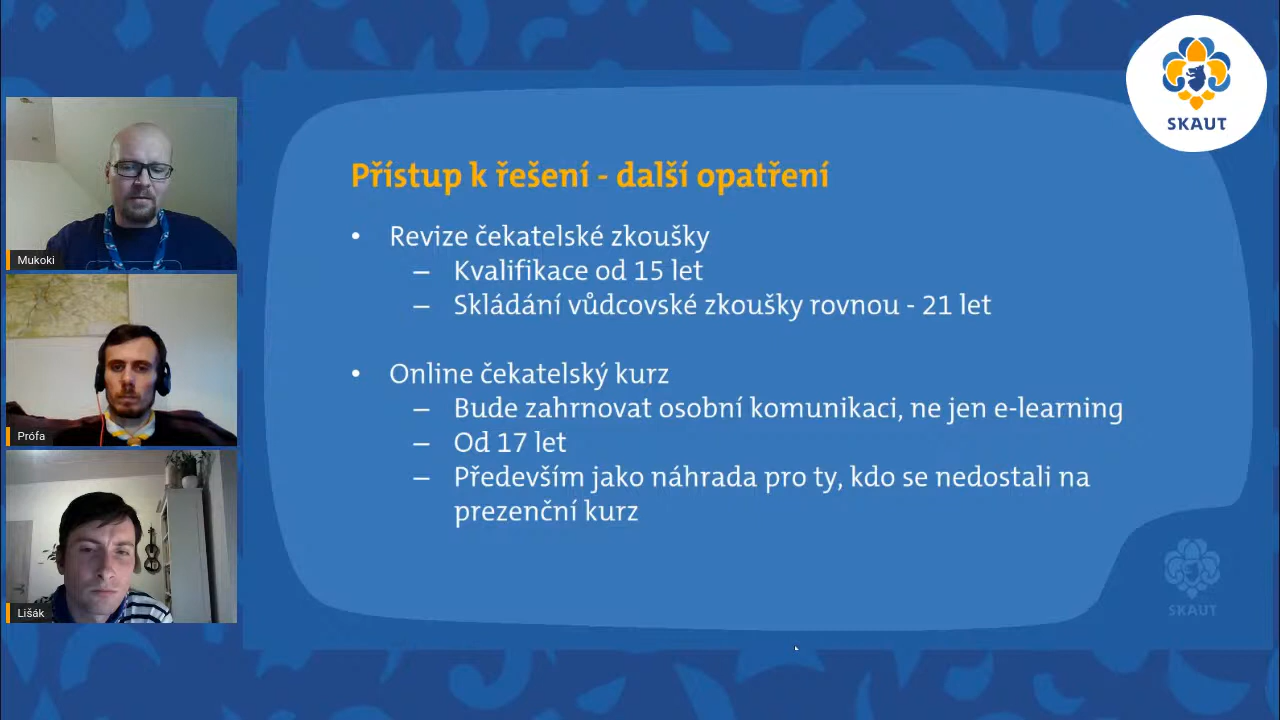 SKAUT
Přístup k řešení - další opatření
• Revize čekatelské zkoušky
– Kvalifikace od 15 let
– Skládání vůdcovské zkoušky rovnou - 21 let
• Online čekatelský kurz
– Bude zahrnovat osobní komunikaci, ne jen e-learning
– Od 17 let
– Především jako náhrada pro ty, kdo se nedostali na
prezenční kurz
Mukoki
Prófa
Lišák
SKAUT